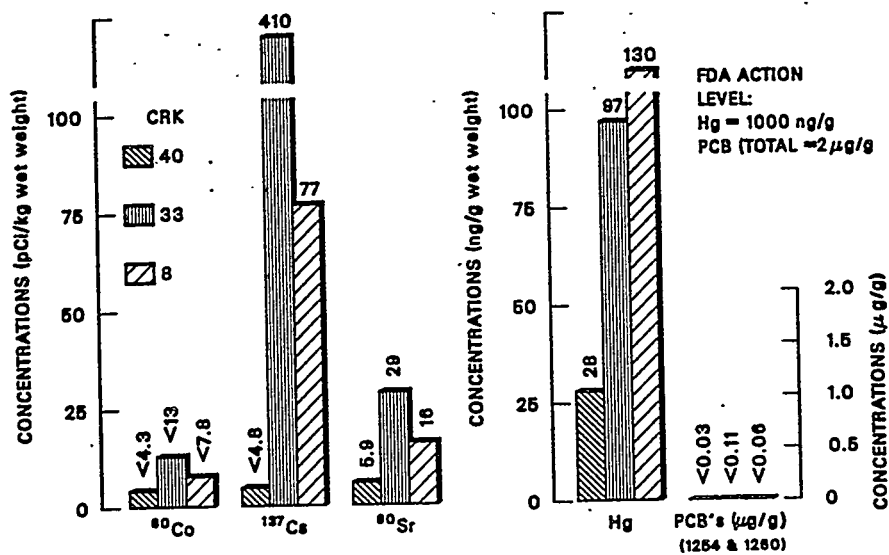 CONCENTRATIONS (pCi/kg wet weight)
100
75
50
25
0
CRK
40
33
8
<4.3
<13
<7.8
⁶⁰Co
<4.8
410
77
¹³⁷Cs
5.9
29
16
⁹⁰Sr
CONCENTRATIONS (ng/g wet weight)
100
75
50
25
0
28
97
130
Hg
FDA ACTION
LEVEL:
Hg = 1000 ng/g
PCB (TOTAL =2 µg/g
<0.03
<0.11
<0.06
PCB's (µg/g)
(1254 & 1260)
2.0
1.5
1.0
0.5
0
CONCENTRATIONS (µ g/g)